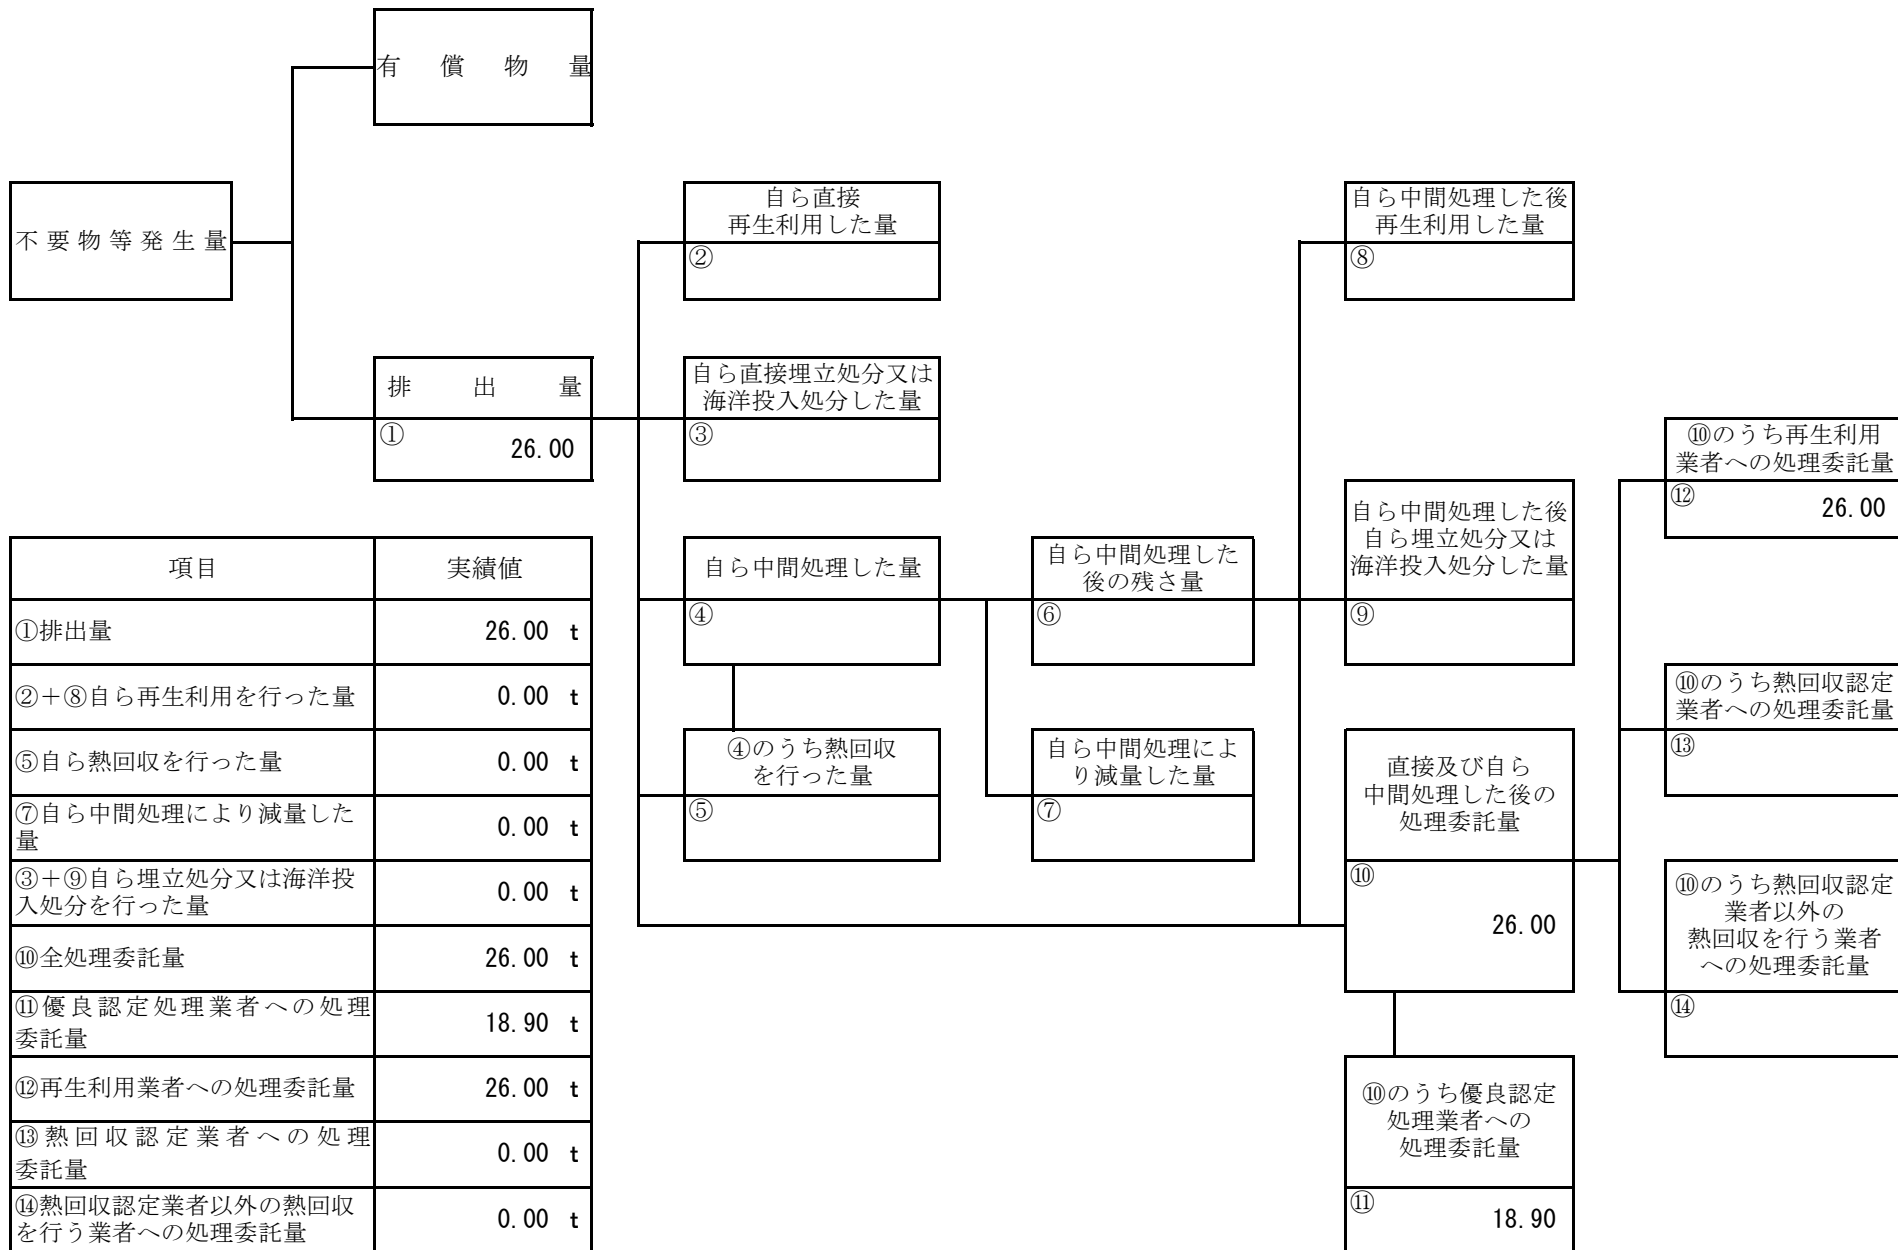 有償物量
不要物等発生量
排出量
①
26.00
自ら直接
再生利用した量
②
自ら直接埋立処分又は
海洋投入処分した量
③
自ら中間処理した量
④
④のうち熱回収
を行った量
⑤
自ら中間処理した
後の残さ量
⑥
自ら中間処理によ
り減量した量
⑦
自ら中間処理した後
再生利用した量
⑧
自ら中間処理した後
自ら埋立処分又は
海洋投入処分した量
⑨
直接及び自ら
中間処理した後の
処理委託量
⑩
26.00
⑩のうち優良認定
処理業者への
処理委託量
⑪
18.90
⑩のうち再生利用
業者への処理委託量
⑫
26.00
⑩のうち熱回収認定
業者への処理委託量
⑬
⑩のうち熱回収認定
業者以外の
熱回収を行う業者
への処理委託量
⑭
項目 実績値
①排出量 26.00 t
②+⑧自ら再生利用を行った量 0.00 t
⑤自ら熱回収を行った量 0.00 t
⑦自ら中間処理により減量した
量 0.00 t
③+⑨自ら埋立処分又は海洋投
入処分を行った量 0.00 t
⑩全処理委託量 26.00 t
⑪優良認定処理業者への処理
委託量 18.90 t
⑫再生利用業者への処理委託量 26.00 t
⑬熱回収認定業者への処理
委託量 0.00 t
⑭熱回収認定業者以外の熱回収
を行う業者への処理委託量 0.00 t